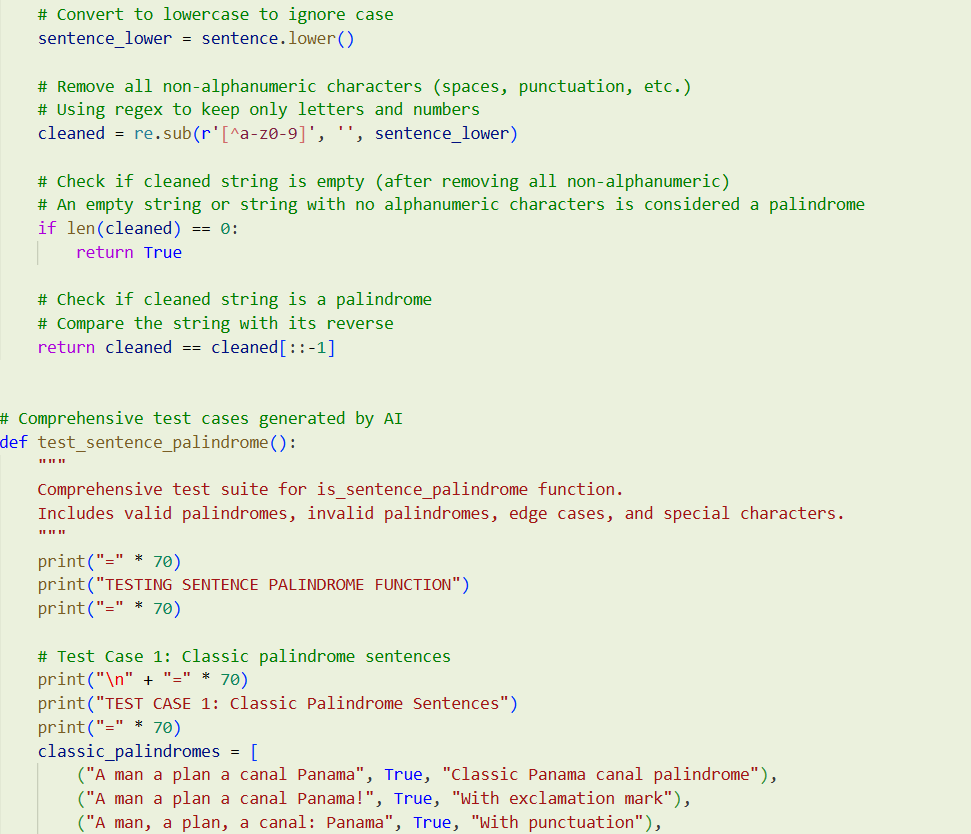 # Convert to lowercase to ignore case
sentence_lower = sentence.lower()
# Remove all non-alphanumeric characters (spaces, punctuation, etc.)
# Using regex to keep only letters and numbers
cleaned = re.sub(r'[^a-z0-9]', '', sentence_lower)
# Check if cleaned string is empty (after removing all non-alphanumeric)
# An empty string or string with no alphanumeric characters is considered a palindrome
if len(cleaned) == 0:
return True
# Check if cleaned string is a palindrome
# Compare the string with its reverse
return cleaned == cleaned[::-1]
# Comprehensive test cases generated by AI
def test_sentence_palindrome():
"""
Comprehensive test suite for is_sentence_palindrome function.
Includes valid palindromes, invalid palindromes, edge cases, and special characters.
"""
print("=" * 70)
print("TESTING SENTENCE PALINDROME FUNCTION")
print("=" * 70)
# Test Case 1: Classic palindrome sentences
print("\n" + "=" * 70)
print("TEST CASE 1: Classic Palindrome Sentences")
print("=" * 70)
classic_palindromes = [
("A man a plan a canal Panama", True, "Classic Panama canal palindrome"),
("A man a plan a canal Panama!", True, "With exclamation mark"),
("A man, a plan, a canal: Panama", True, "With punctuation"),